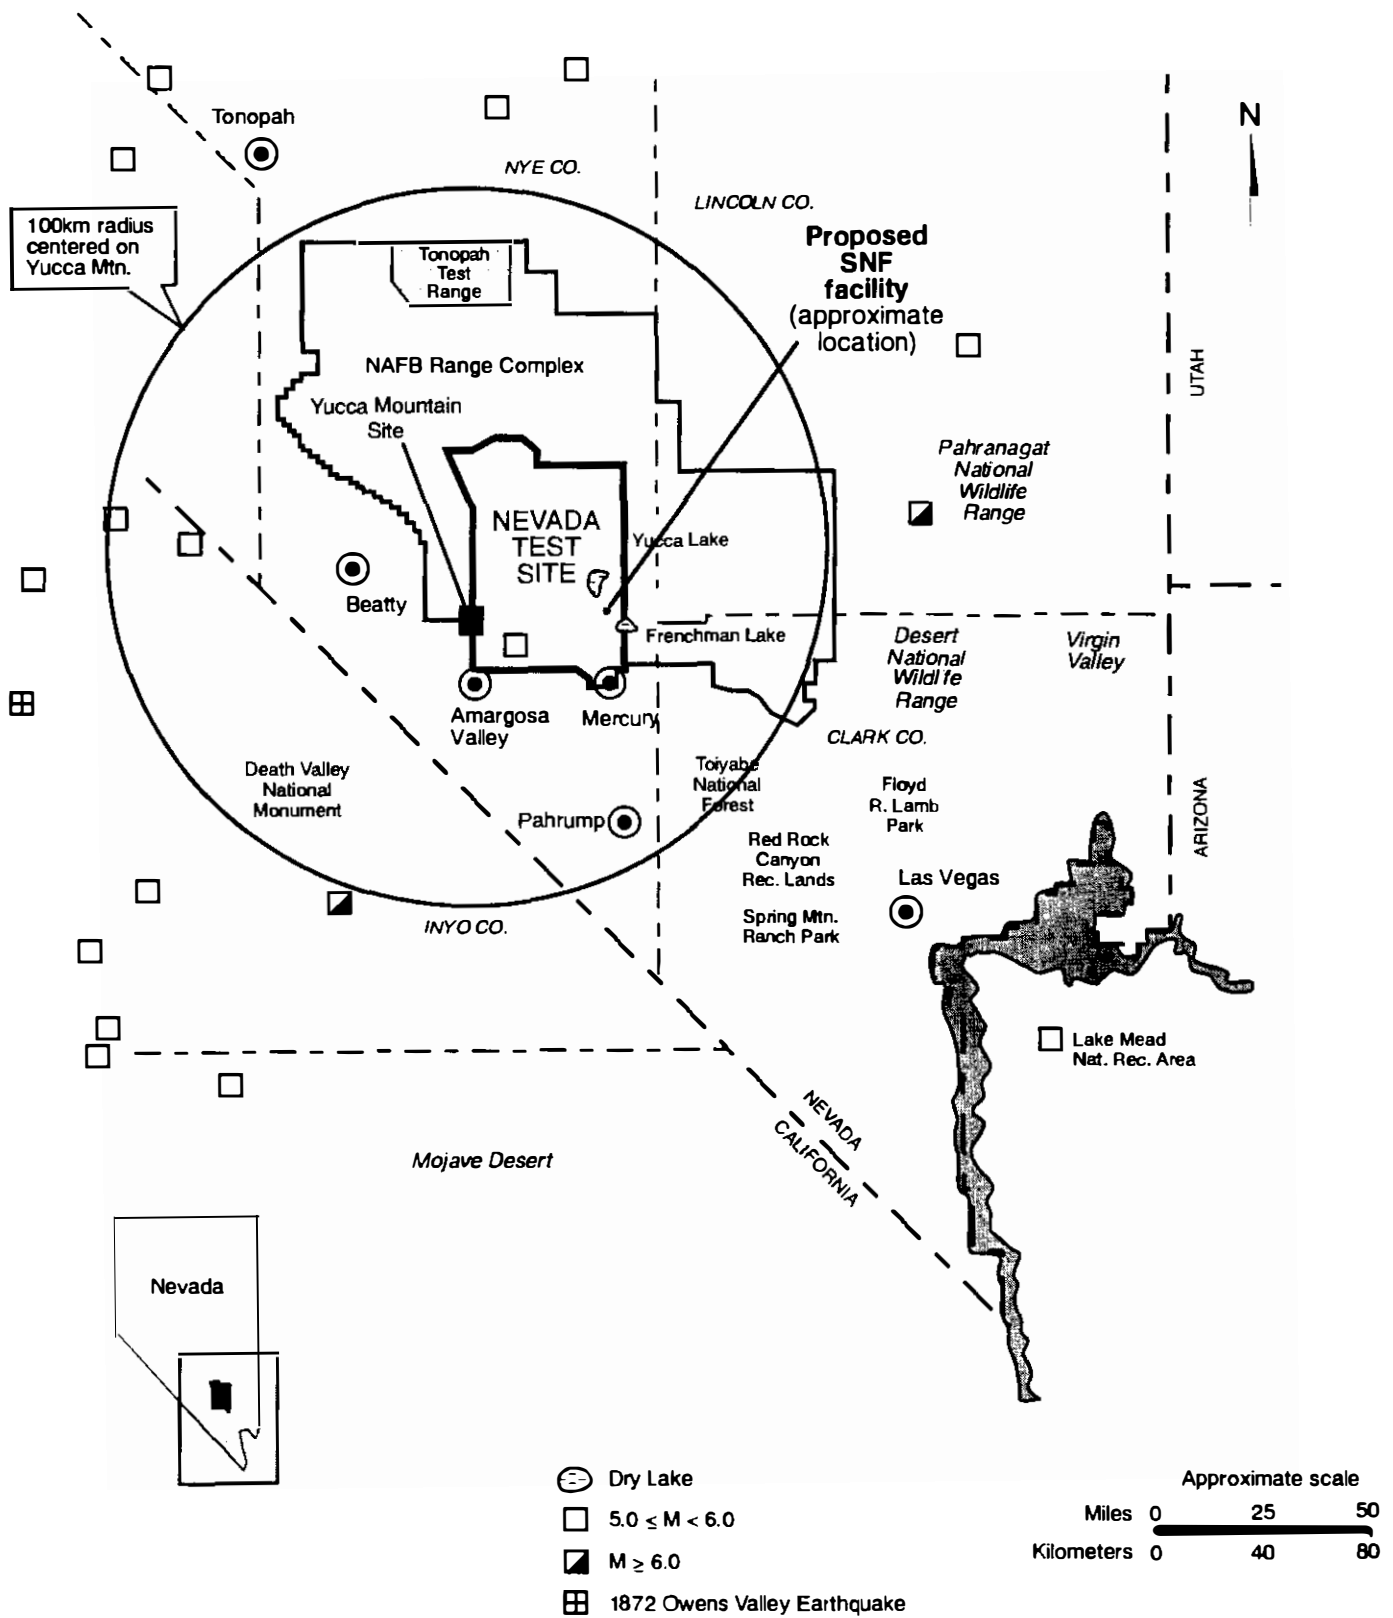 Tonopah
N
NYE CO.
LINCOLN CO.
100km radius
centered on
Yucca Mtn.
Proposed
SNF
facility
(approximate
location)
Tonopah
Test
Range
NAFB Range Complex
UTAH
Yucca Mountain
Site
Pahranagat
National
Wildlife
Range
NEVADA
TEST
SITE
Yucca Lake
Beatty
Frenchman Lake
Desert
National
Wildlfe
Range
Virgin
Valley
Amargosa
Valley
Mercury
CLARK CO.
Death Valley
National
Monument
Toiyabe
National
Forest
Floyd
R. Lamb
Park
ARIZONA
Pahrump
Red Rock
Canyon
Rec. Lands
Las Vegas
Spring Mtn.
Ranch Park
INYO CO.
Lake Mead
Nat. Rec. Area
NEVADA
CALIFORNIA
Mojave Desert
Nevada
Dry Lake
5.0 ≤ M < 6.0
M ≥ 6.0
1872 Owens Valley Earthquake
Approximate scale
Miles 0 25 50
Kilometers 0 40 80